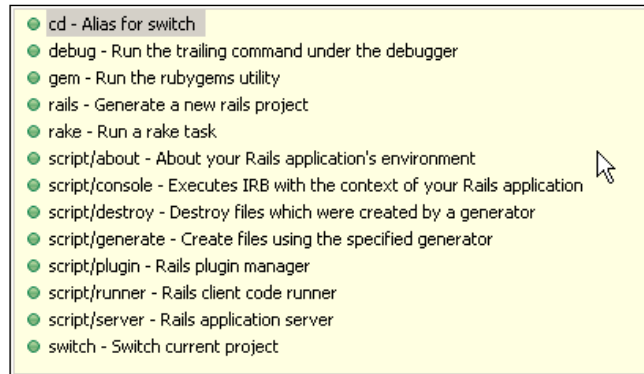 cd - Alias for switch
debug - Run the trailing command under the debugger
gem - Run the rubygems utility
rails - Generate a new rails project
rake - Run a rake task
script/about - About your Rails application's environment
script/console - Executes IRB with the context of your Rails application
script/destroy - Destroy files which were created by a generator
script/generate - Create files using the specified generator
script/plugin - Rails plugin manager
script/runner - Rails client code runner
script/server - Rails application server
switch - Switch current project